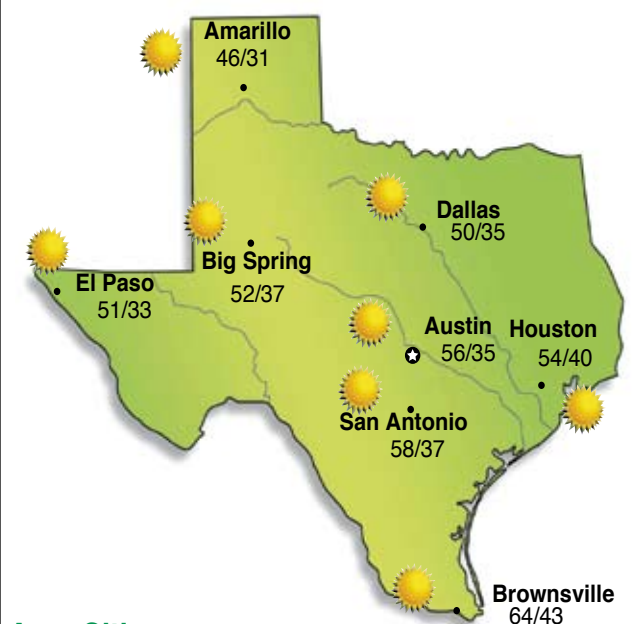 Amarillo
46/31
Dallas
50/35
Big Spring
52/37
El Paso
51/33
Austin
56/35
Houston
54/40
San Antonio
58/37
Brownsville
64/43